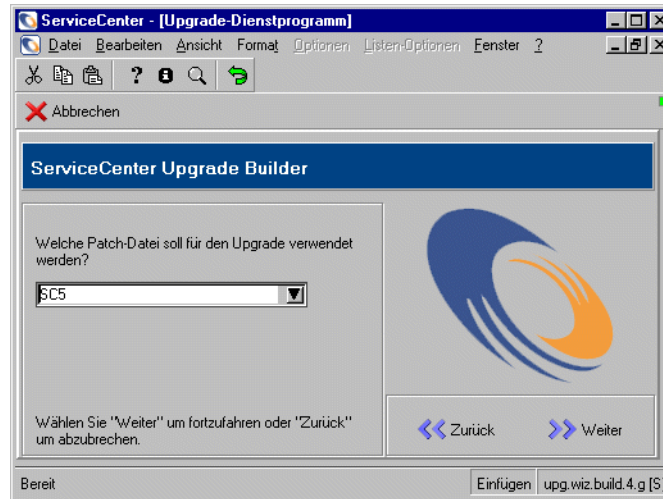 ServiceCenter - [Upgrade-Dienstprogramm]
Datei Bearbeiten Ansicht Format Optionen Listen-Optionen Fenster ?
Abbrechen
ServiceCenter Upgrade Builder
Welche Patch-Datei soll für den Upgrade verwendet
werden?
SC5
Wählen Sie "Weiter" um fortzufahren oder "Zurück"
um abzubrechen.
Zurück Weiter
Bereit Einfügen upg.wiz.build.4.g [S